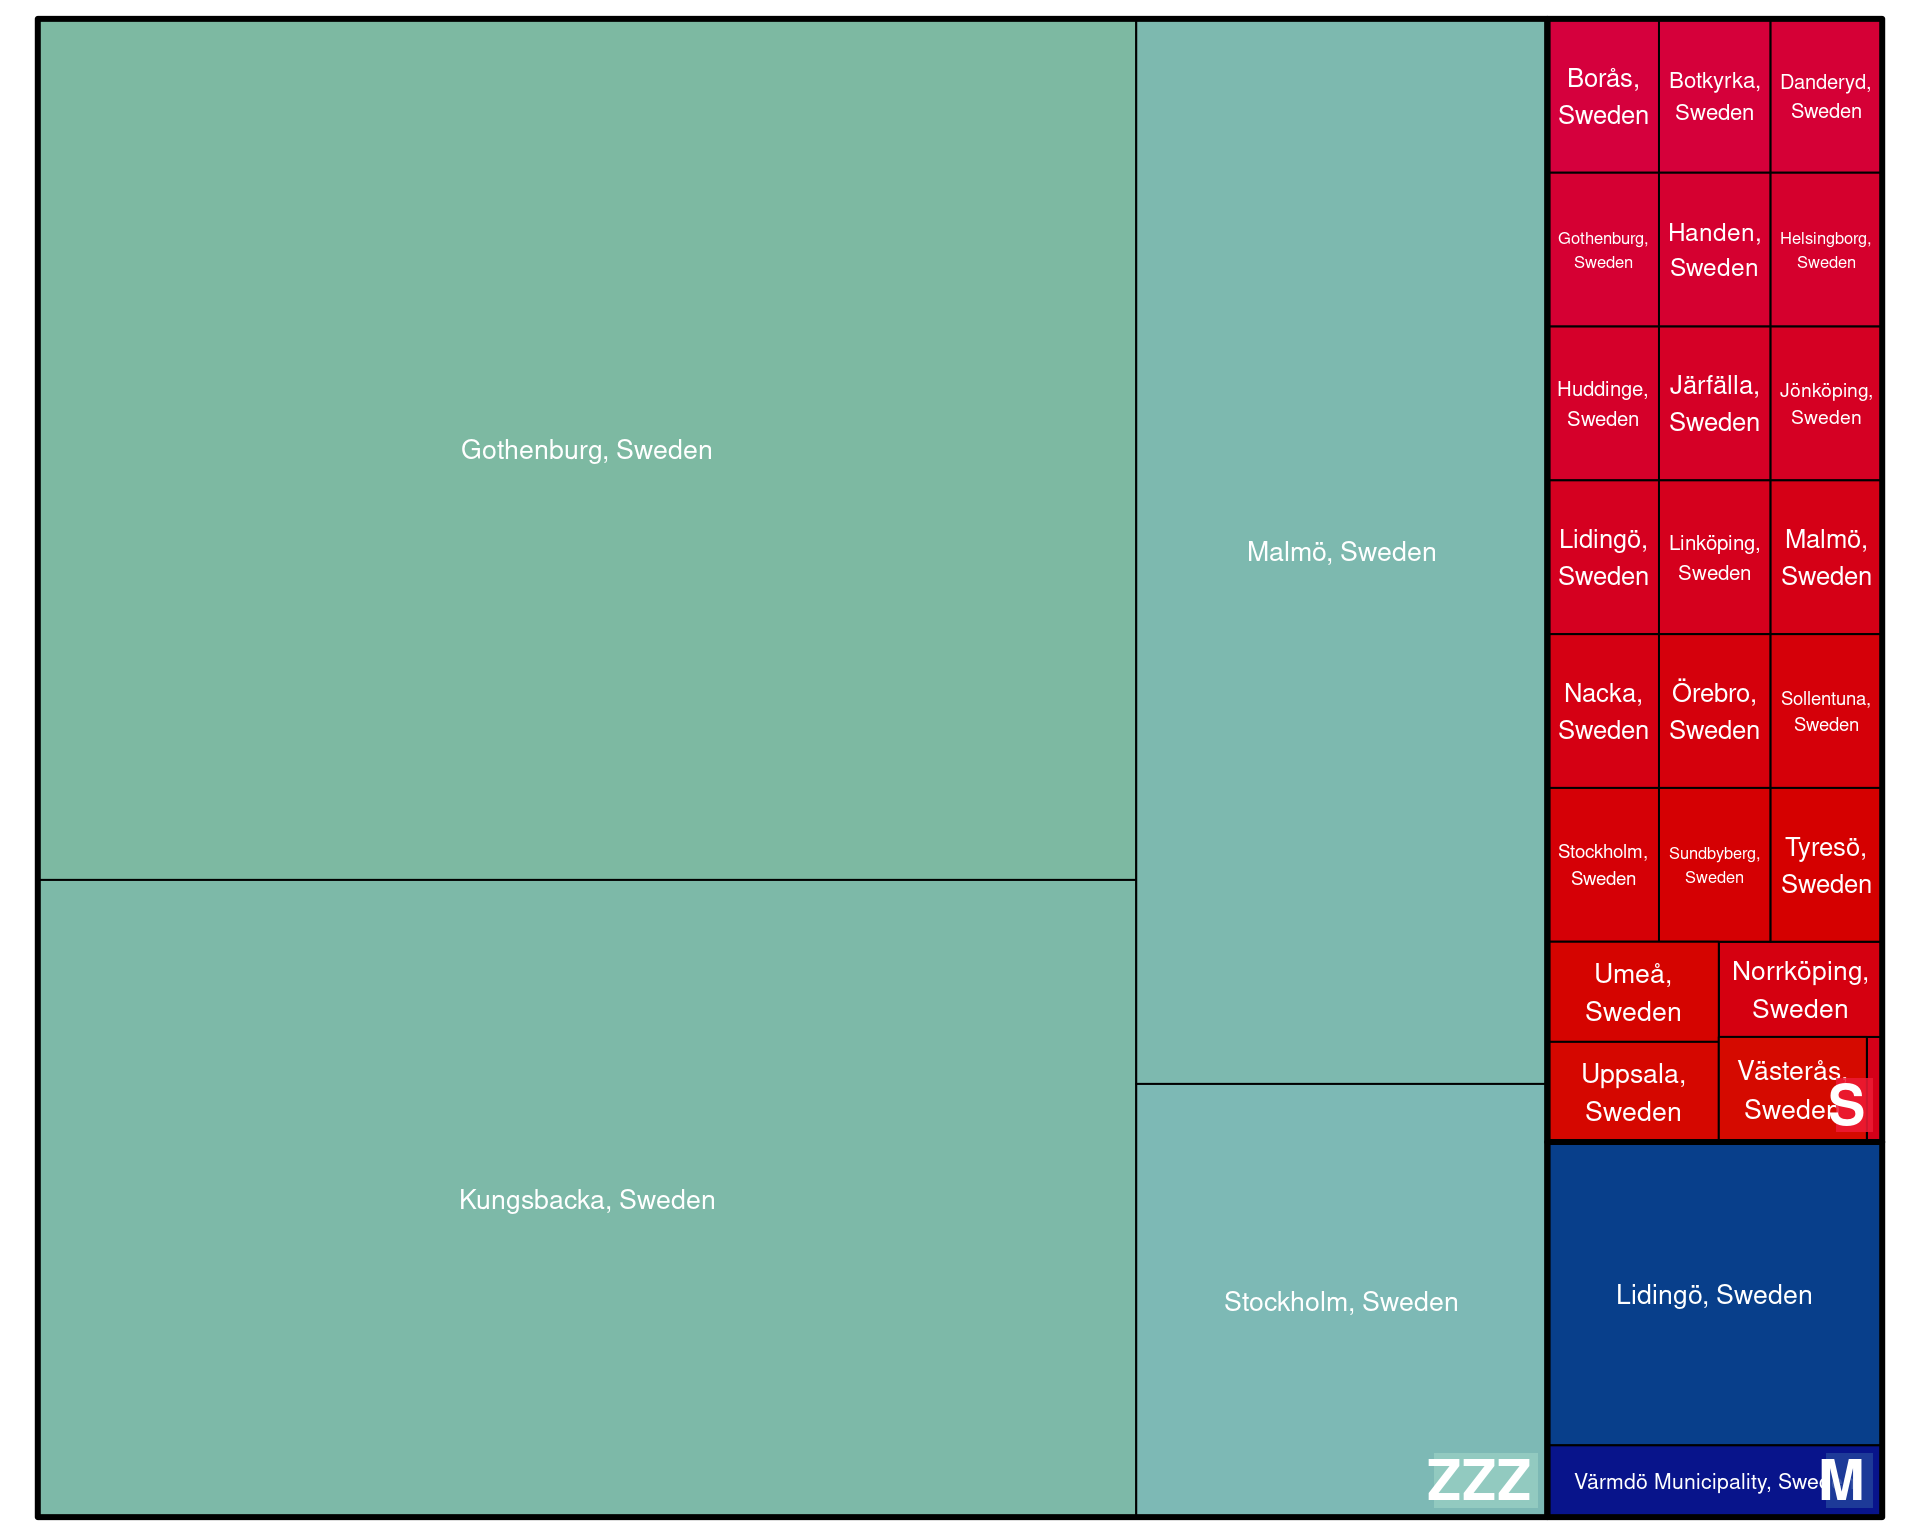 Gothenburg, Sweden
Kungsbacka, Sweden
Malmö, Sweden
Stockholm, Sweden
ZZZ
Borås,
Sweden
Botkyrka,
Sweden
Danderyd,
Sweden
Gothenburg,
Sweden
Handen,
Sweden
Helsingborg,
Sweden
Huddinge,
Sweden
Järfälla,
Sweden
Jönköping,
Sweden
Lidingö,
Sweden
Linköping,
Sweden
Malmö,
Sweden
Nacka,
Sweden
Örebro,
Sweden
Sollentuna,
Sweden
Stockholm,
Sweden
Sundbyberg,
Sweden
Tyresö,
Sweden
Umeå,
Sweden
Norrköping,
Sweden
Uppsala,
Sweden
Västerås,
Sweden
S
Lidingö, Sweden
Värmdö Municipality, Sweden
M